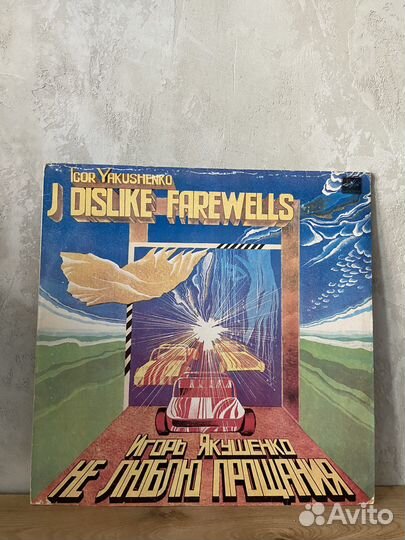 IGOR YAKUSHENKO
J DISLIKE FAREWELLS
ИГОРЬ ЯКУШЕНКО
НЕ ЛЮБЛЮ ПРОЩАНИЯ
Avito